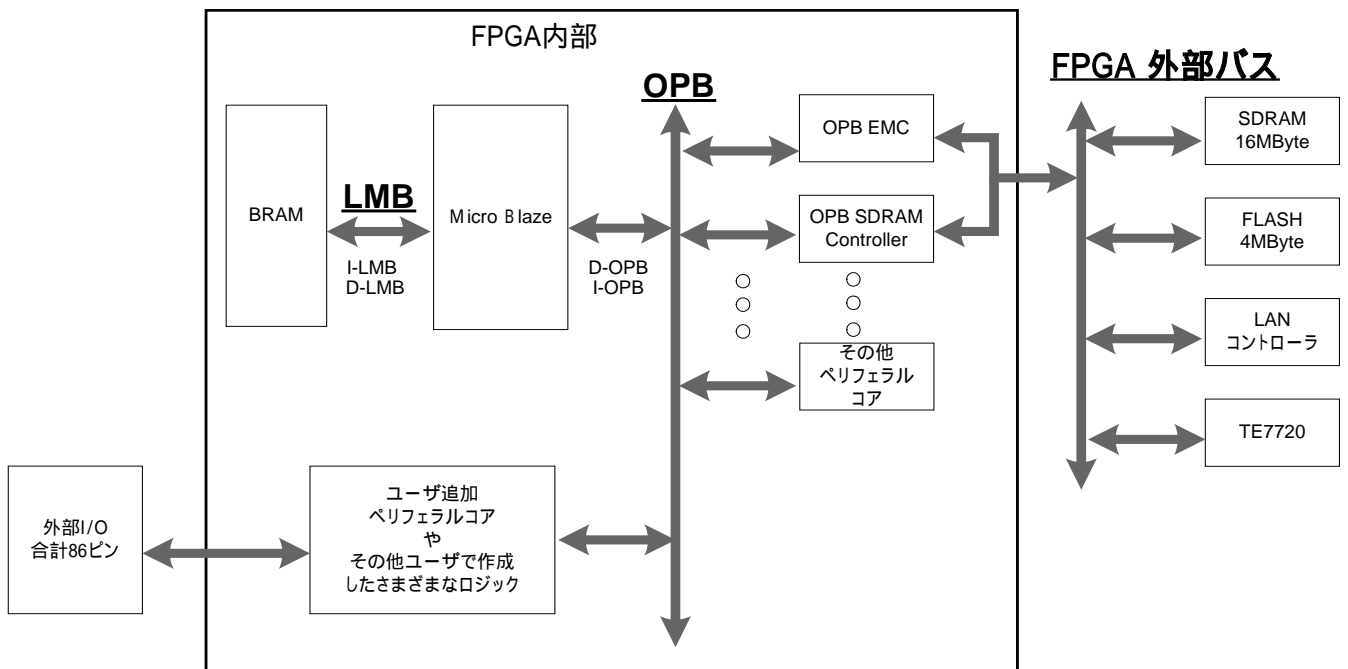 FPGA内部
FPGA 外部バス
OPB
BRAM
LMB
I-LMB
D-LMB
Micro Blaze
D-OPB
I-OPB
OPB EMC
OPB SDRAM
Controller
その他
ペリフェラル
コア
SDRAM
16MByte
FLASH
4MByte
LAN
コントローラ
TE7720
外部I/O
合計86ピン
ユーザ追加
ペリフェラルコア
や
その他ユーザで作成
したさまざまなロジック